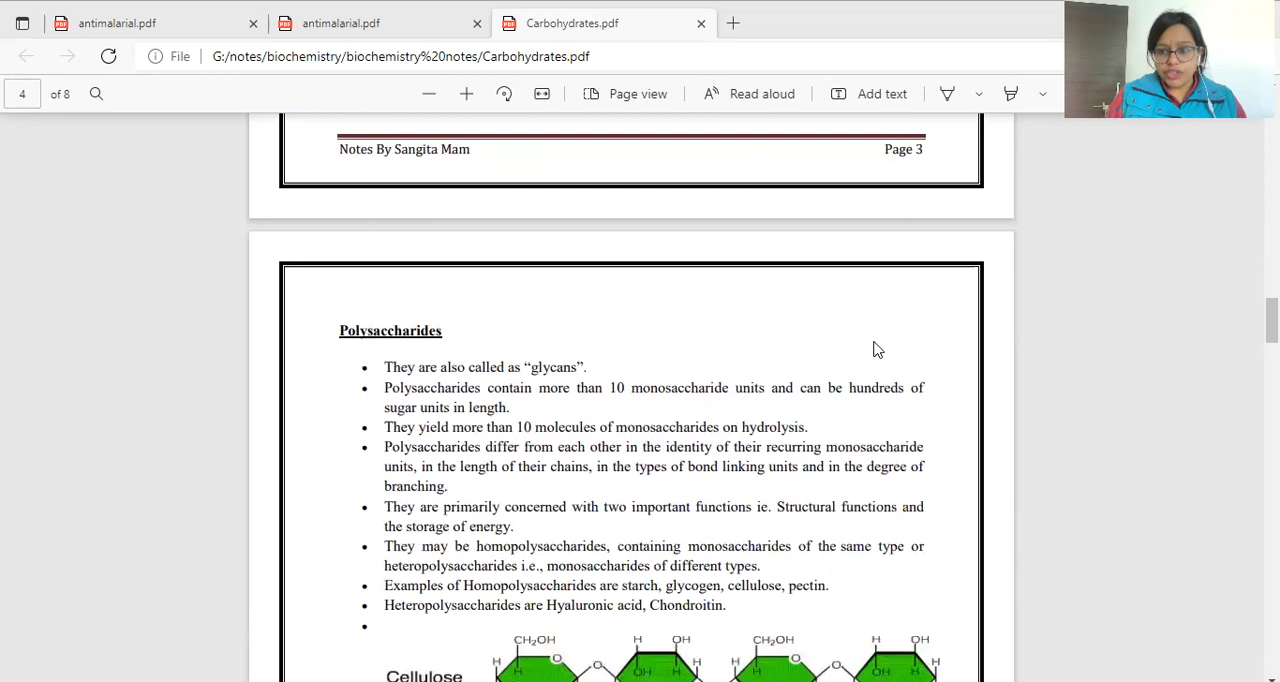 antimalarial.pdf
antimalarial.pdf
Carbohydrates.pdf
File
G:/notes/biochemistry/biochemistry%20notes/Carbohydrates.pdf
4 of 8
Page view
Read aloud
Add text
Notes By Sangita Mam
Page 3
Polysaccharides
• They are also called as “glycans”.
• Polysaccharides contain more than 10 monosaccharide units and can be hundreds of
sugar units in length.
• They yield more than 10 molecules of monosaccharides on hydrolysis.
• Polysaccharides differ from each other in the identity of their recurring monosaccharide
units, in the length of their chains, in the types of bond linking units and in the degree of
branching.
• They are primarily concerned with two important functions ie. Structural functions and
the storage of energy.
• They may be homopolysaccharides, containing monosaccharides of the same type or
heteropolysaccharides i.e., monosaccharides of different types.
• Examples of Homopolysaccharides are starch, glycogen, cellulose, pectin.
• Heteropolysaccharides are Hyaluronic acid, Chondroitin.
•
CH₂OH H OH CH₂OH H OH
H O O H H O O H
H OH H H OH H
Cellulose